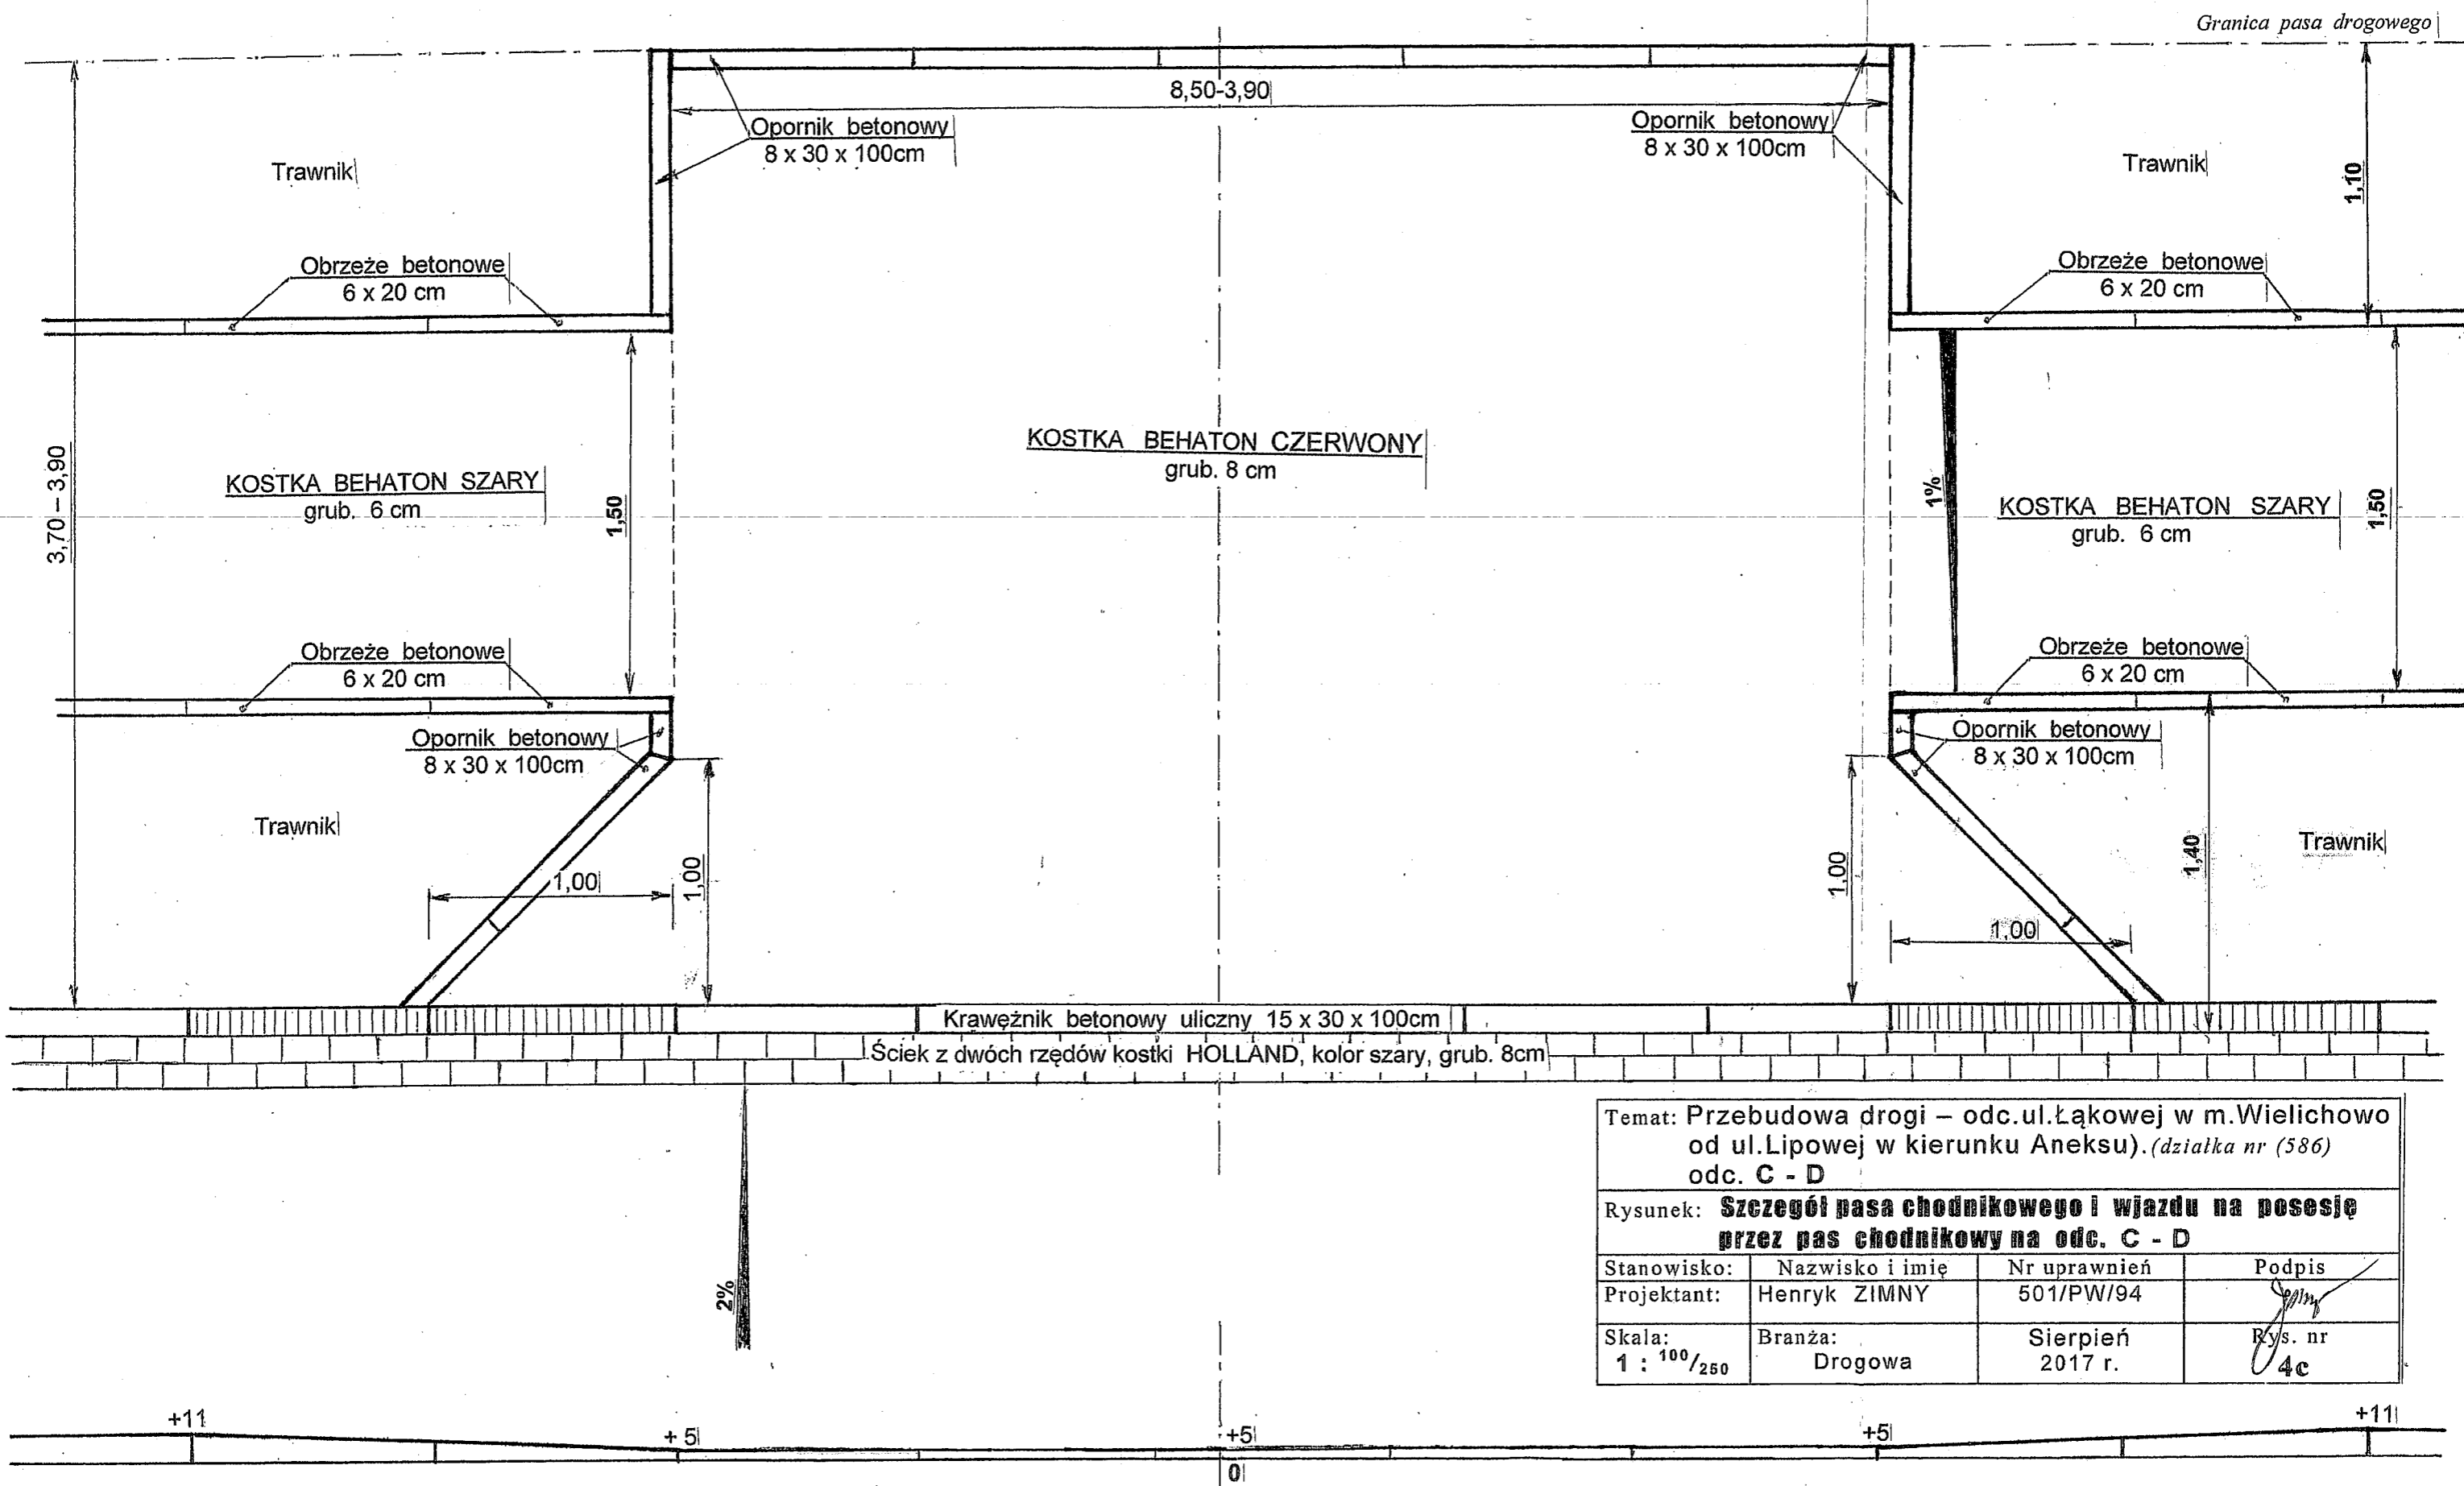 Granica pasa drogowego
8,50-3,90
Opornik betonowy
8 x 30 x 100cm
Opornik betonowy
8 x 30 x 100cm
Trawnik
Trawnik
1,10
Obrzeże betonowe
6 x 20 cm
Obrzeże betonowe
6 x 20 cm
3,70 – 3,90
KOSTKA BEHATON SZARY
grub. 6 cm
1,50
KOSTKA BEHATON CZERWONY
grub. 8 cm
1%
KOSTKA BEHATON SZARY
grub. 6 cm
1,50
Obrzeże betonowe
6 x 20 cm
Obrzeże betonowe
6 x 20 cm
Opornik betonowy
8 x 30 x 100cm
Opornik betonowy
8 x 30 x 100cm
Trawnik
1,00
1,00
1,00
1,00
1,40
Trawnik
Krawężnik betonowy uliczny 15 x 30 x 100cm
Ściek z dwóch rzędów kostki HOLLAND, kolor szary, grub. 8cm
2%
Temat: Przebudowa drogi – odc.ul.Łąkowej w m.Wielichowo
od ul.Lipowej w kierunku Aneksu).(działka nr (586)
odc. C - D
Rysunek: Szczegół pasa chodnikowego i wjazdu na posesję
przez pas chodnikowy na odc. C - D
Stanowisko: Nazwisko i imię Nr uprawnień Podpis
Projektant: Henryk ZIMNY 501/PW/94
Skala: Branża: Sierpień Rys. nr
1 : 100/250 Drogowa 2017 r. 4c
+11 + 5 +5 +5 +11
0